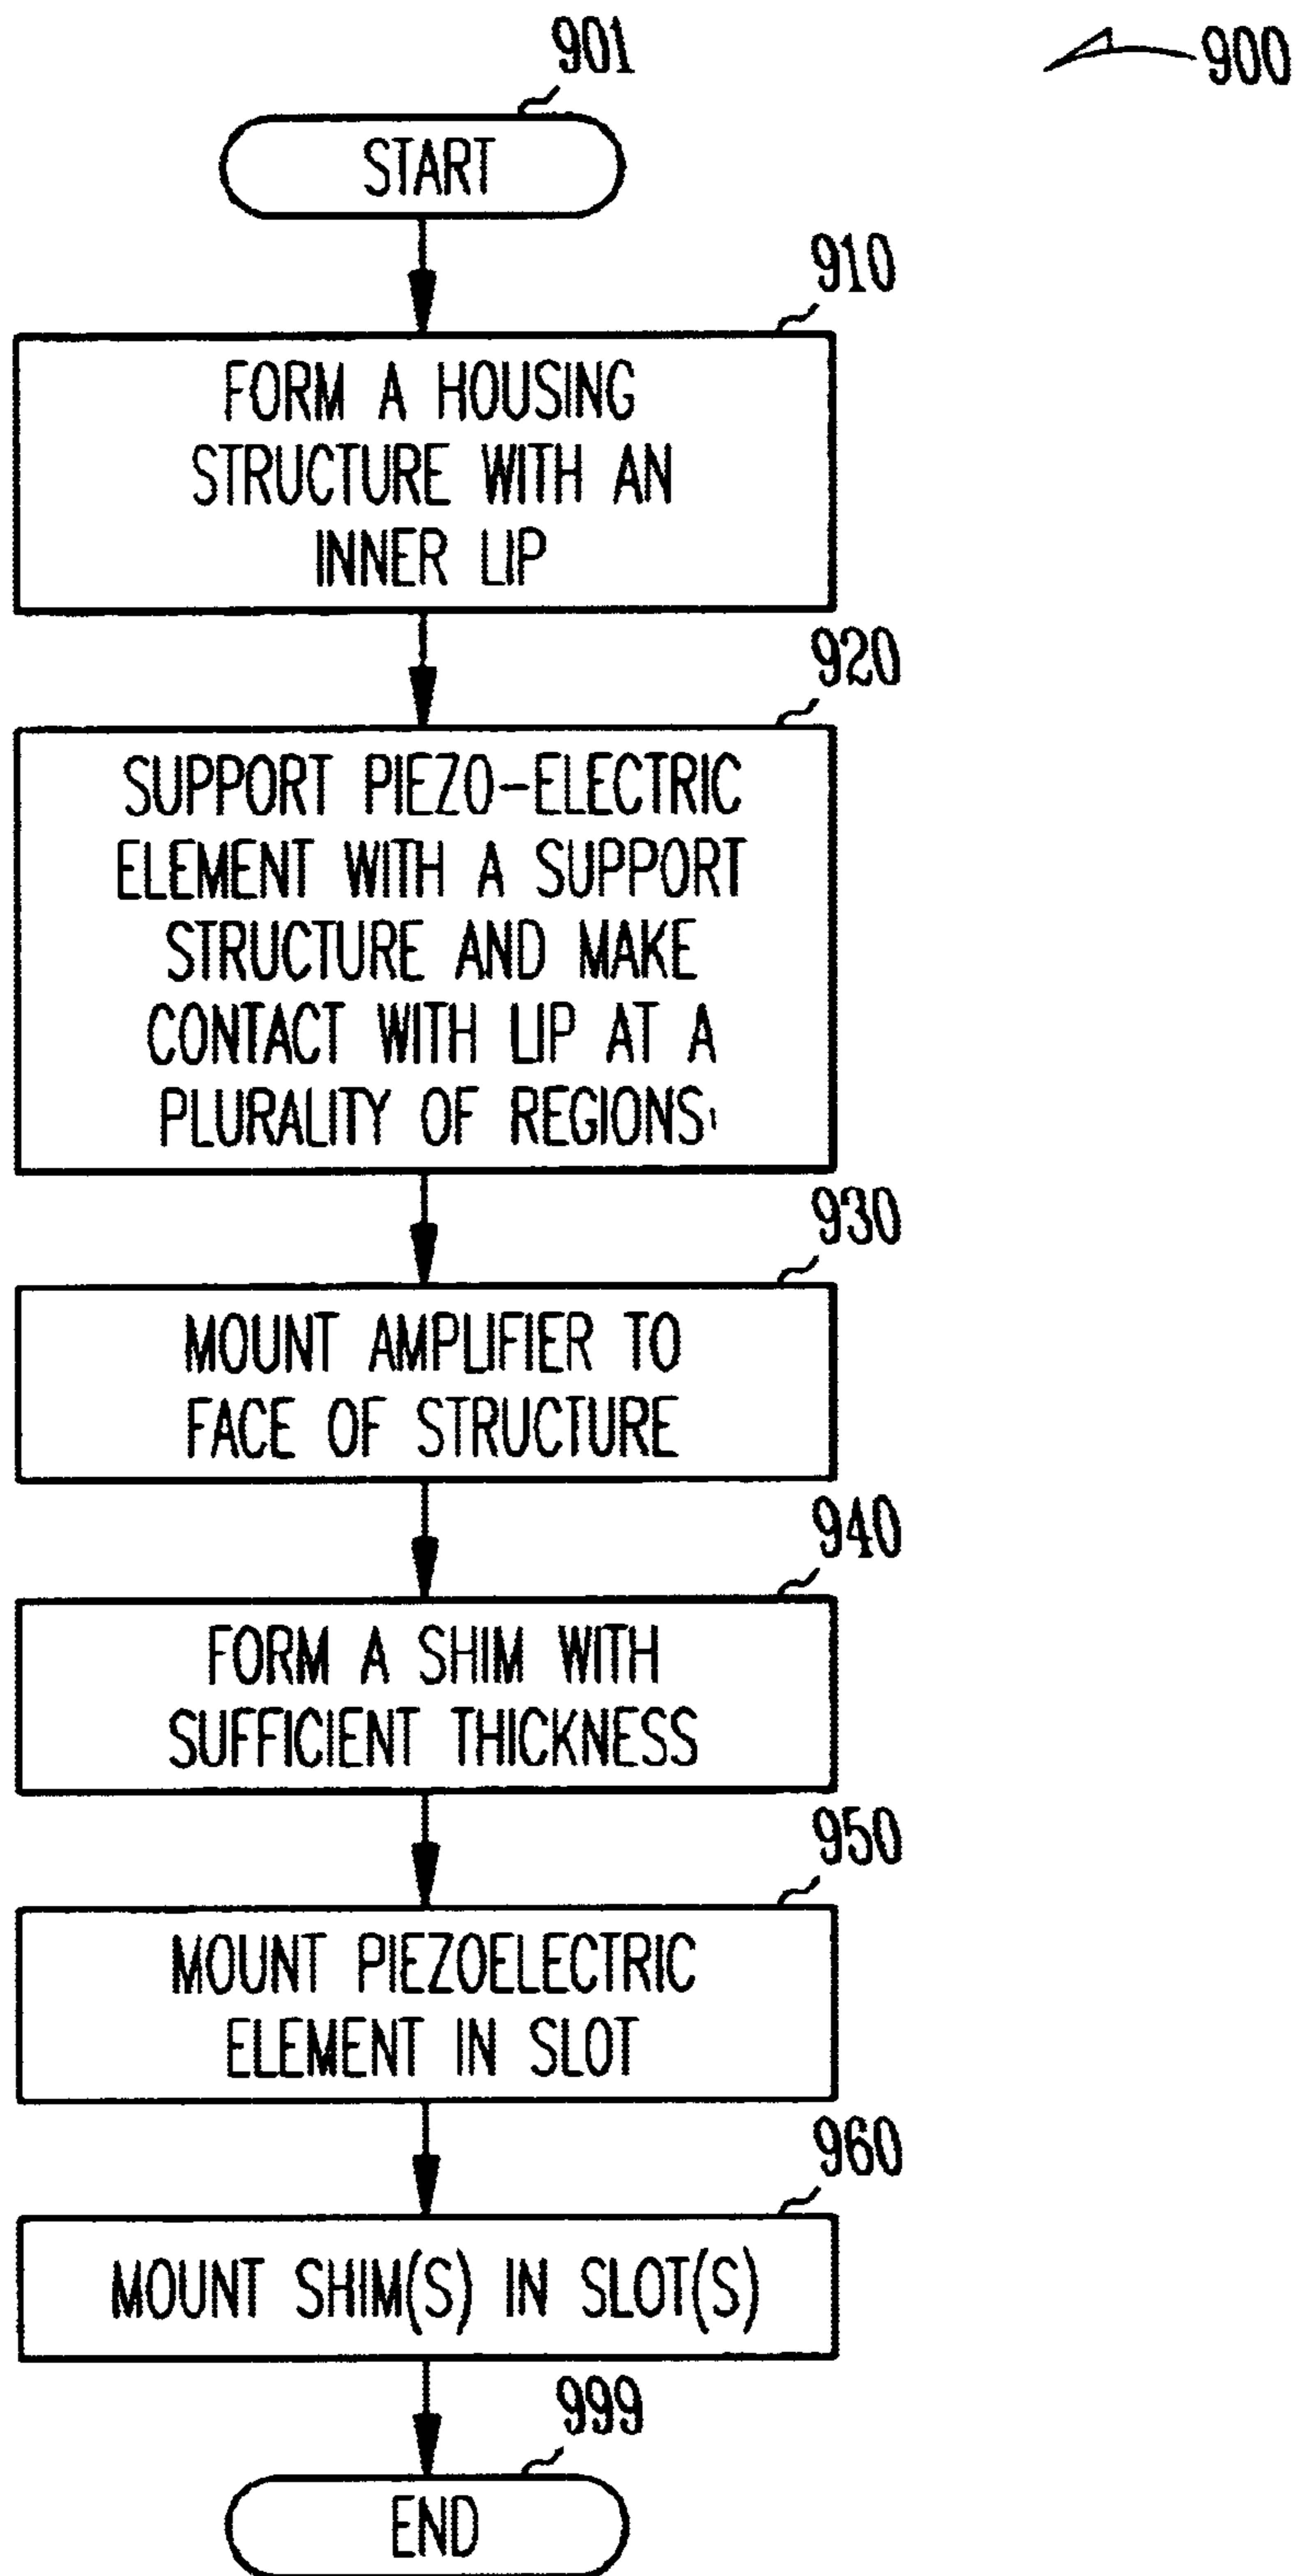 901
900
START
910
FORM A HOUSING
STRUCTURE WITH AN
INNER LIP
920
SUPPORT PIEZO-ELECTRIC
ELEMENT WITH A SUPPORT
STRUCTURE AND MAKE
CONTACT WITH LIP AT A
PLURALITY OF REGIONS
930
MOUNT AMPLIFIER TO
FACE OF STRUCTURE
940
FORM A SHIM WITH
SUFFICIENT THICKNESS
950
MOUNT PIEZOELECTRIC
ELEMENT IN SLOT
960
MOUNT SHIM(S) IN SLOT(S)
999
END